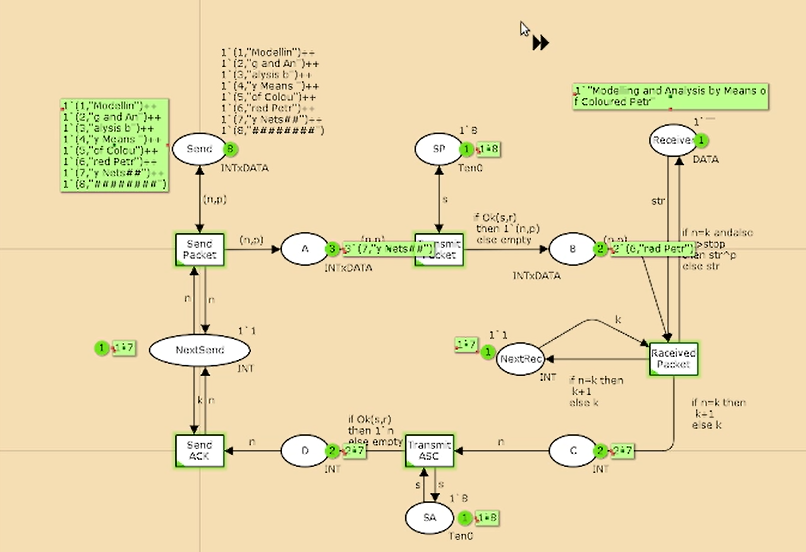 1`(1,"Modellin")++
1`(2,"g and An")++
1`(3,"alysis b")++
1`(4,"y Means ")++
1`(5,"of Colou")++
1`(6,"red Petr")++
1`(7,"y Nets##")++
1`(8,"########")
1`(1,"Modellin")++
1`(2,"g and An")++
1`(3,"alysis b")++
1`(4,"y Means ")++
1`(5,"of Colou")++
1`(6,"red Petr")++
1`(7,"y Nets##")++
1`(8,"########")
Send
8
INTxDATA
1`8
SP
1
1`8
Ten0
1`"Modelling and Analysis by Means o
f Coloured Petr"
1`""
Receive
1
DATA
(n,p)
s
str
Send
Packet
(n,p)
A
3
3`(7,"y Nets##")
(n,p)
INTxDATA
Transmit
Packet
if Ok(s,r)
then 1`(n,p)
else empty
B
2
2`(6,"red Petr")
(n,p)
INTxDATA
if n=k andalso
>stop
then str^p
else str
n
n
1
1`7
1`1
NextSend
INT
k
n
1`7
1
1`1
NextRec
INT
k
Received
Packet
if n=k then
k+1
else k
if n=k then
k+1
else k
Send
ACK
n
D
2
2`7
INT
if Ok(s,r)
then 1`n
else empty
Transmit
ASC
n
C
2
2`7
INT
s
s
1`8
SA
1
1`8
Ten0